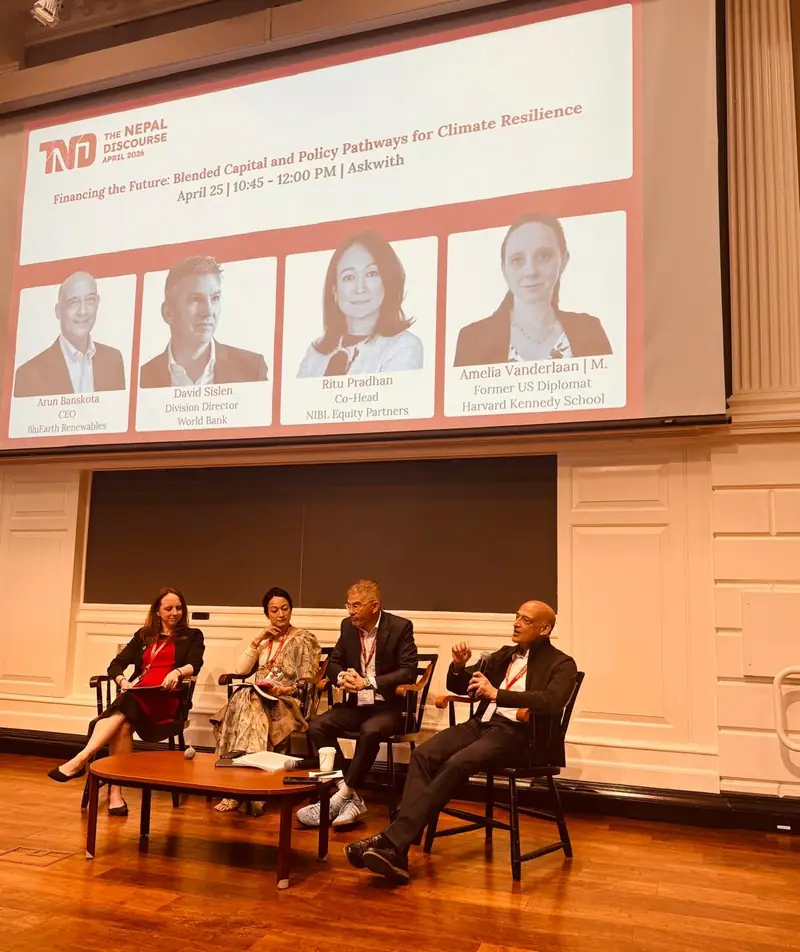 TND
THE NEPAL
DISCOURSE
APRIL 2026
Financing the Future: Blended Capital and Policy Pathways for Climate Resilience
April 25 | 10:45 - 12:00 PM | Askwith
Arun Banskota
CEO
BluEarth Renewables
David Sislen
Division Director
World Bank
Ritu Pradhan
Co-Head
NIBL Equity Partners
Amelia Vanderlaan | M.
Former US Diplomat
Harvard Kennedy School